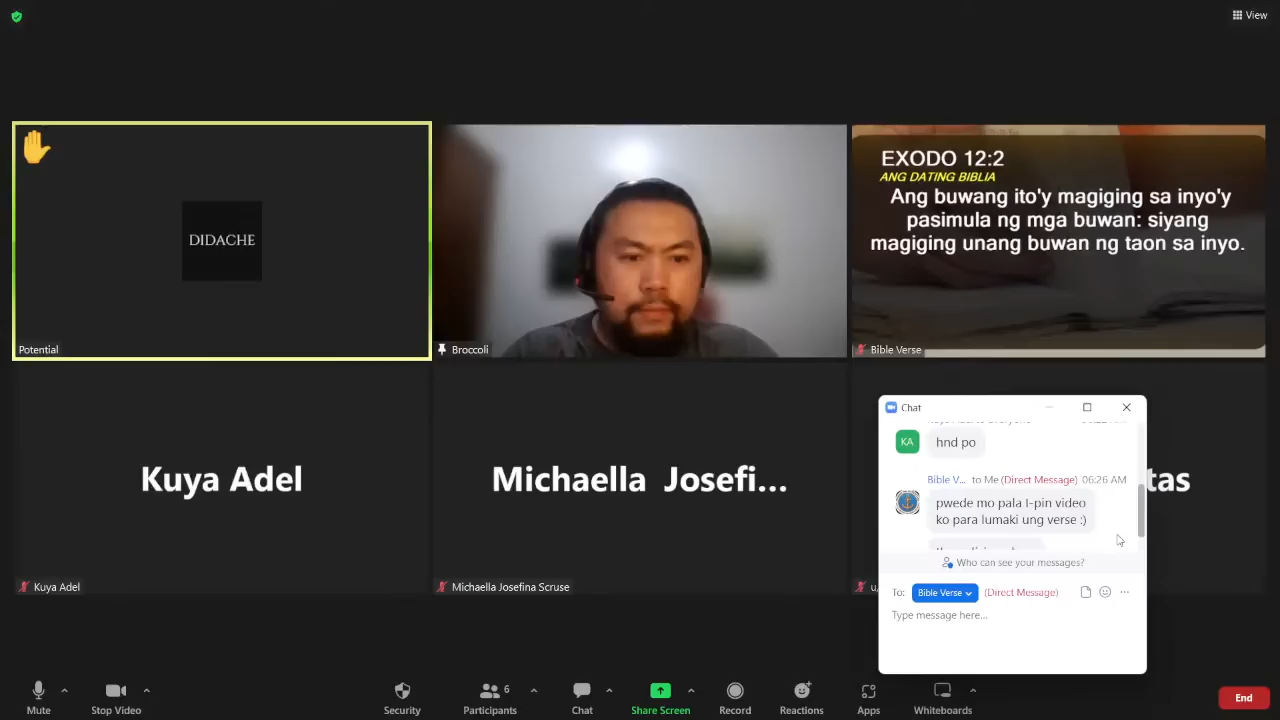 View
DIDACHE
Potential
Broccoli
EXODO 12:2
ANG DATING BIBLIA
Ang buwang ito'y magiging sa inyo'y
pasimula ng mga buwan: siyang
magiging unang buwan ng taon sa inyo.
Bible Verse
Kuya Adel
Michaella Josefi...
tas
Kuya Adel
Michaella Josefina Scruse
u/
Chat
KA
hnd po
Bible V... to Me (Direct Message) 06:26 AM
pwede mo pala I-pin video
ko para lumaki ung verse :)
Who can see your messages?
To: Bible Verse (Direct Message)
Type message here...
Mute
Stop Video
Security
Participants 6
Chat
Share Screen
Record
Reactions
Apps
Whiteboards
End